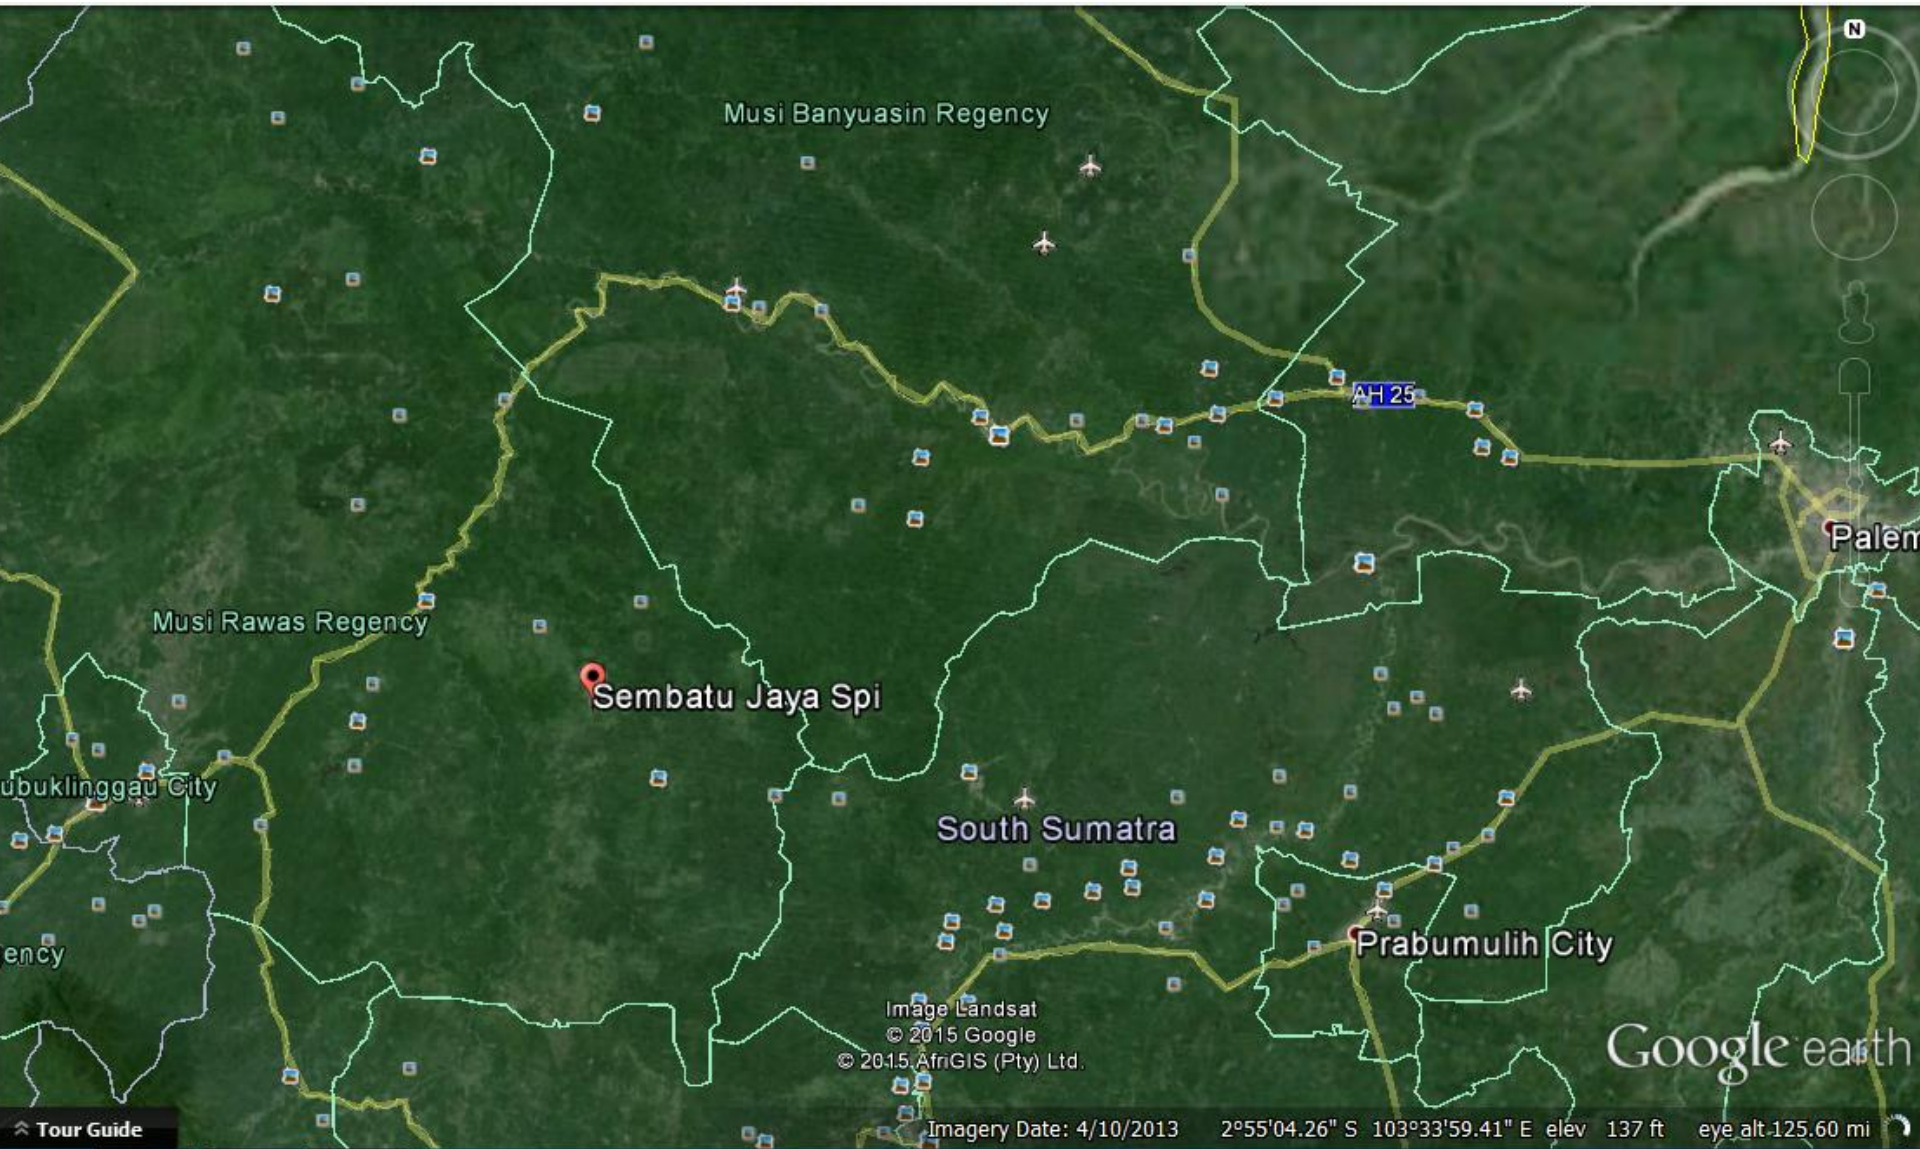 N
Musi Banyuasin Regency
AH 25
Palem
Musi Rawas Regency
Sembatu Jaya Spi
ubuklinggau City
South Sumatra
Prabumulih City
ency
Image Landsat
© 2015 Google
© 2015 AfriGIS (Pty) Ltd.
Google earth
Tour Guide
Imagery Date: 4/10/2013 2°55'04.26" S 103°33'59.41" E elev 137 ft eye alt 125.60 mi